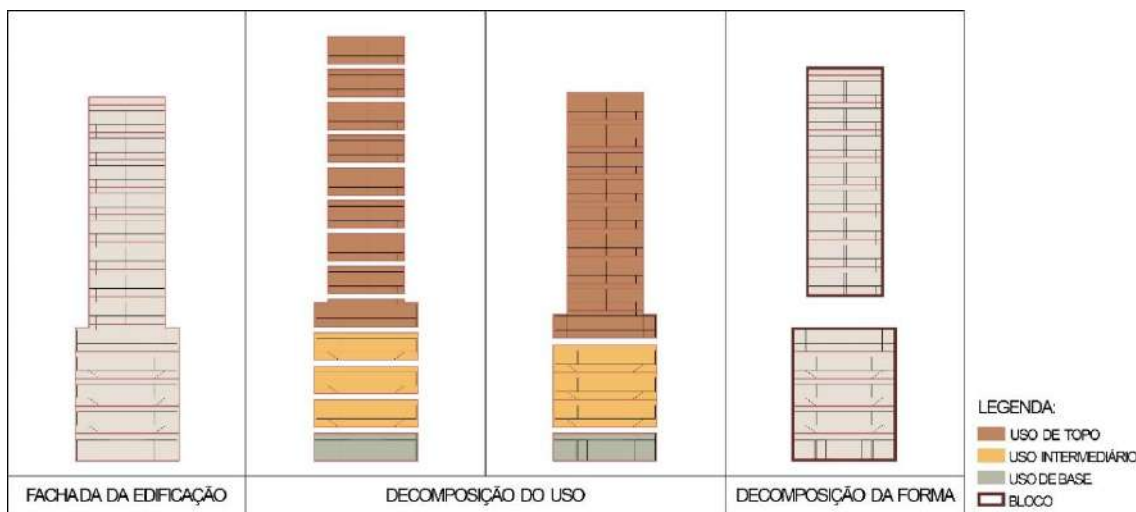 FACHADA DA EDIFICAÇÃO
DECOMPOSIÇÃO DO USO
DECOMPOSIÇÃO DA FORMA
LEGENDA:
USO DE TOPO
USO INTERMEDIÁRIO
USO DE BASE
BLOCO